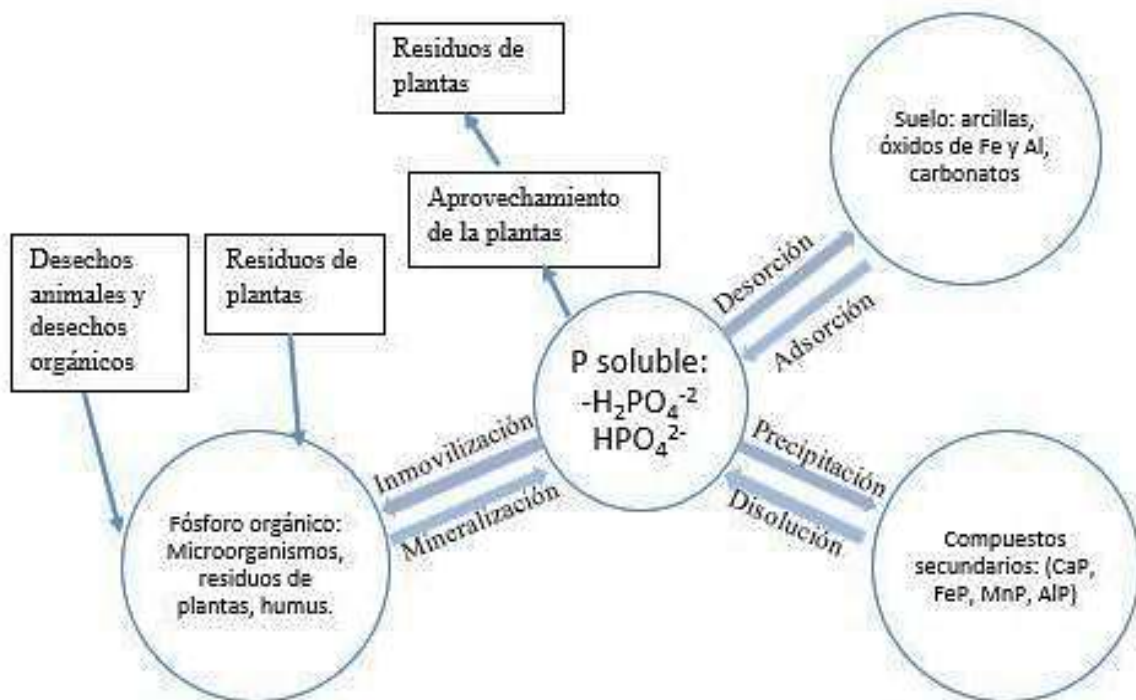 Residuos de
plantas
Aprovechamiento
de la plantas
Desechos
animales y
desechos
orgánicos
Residuos de
plantas
Suelo: arcillas,
óxidos de Fe y Al,
carbonatos
Desorción
Adsorción
P soluble:
-H₂PO₄⁻²
HPO₄²⁻
Inmovilización
Mineralización
Precipitación
Disolución
Fósforo orgánico:
Microorganismos,
residuos de
plantas, humus.
Compuestos
secundarios: (CaP,
FeP, MnP, AlP)